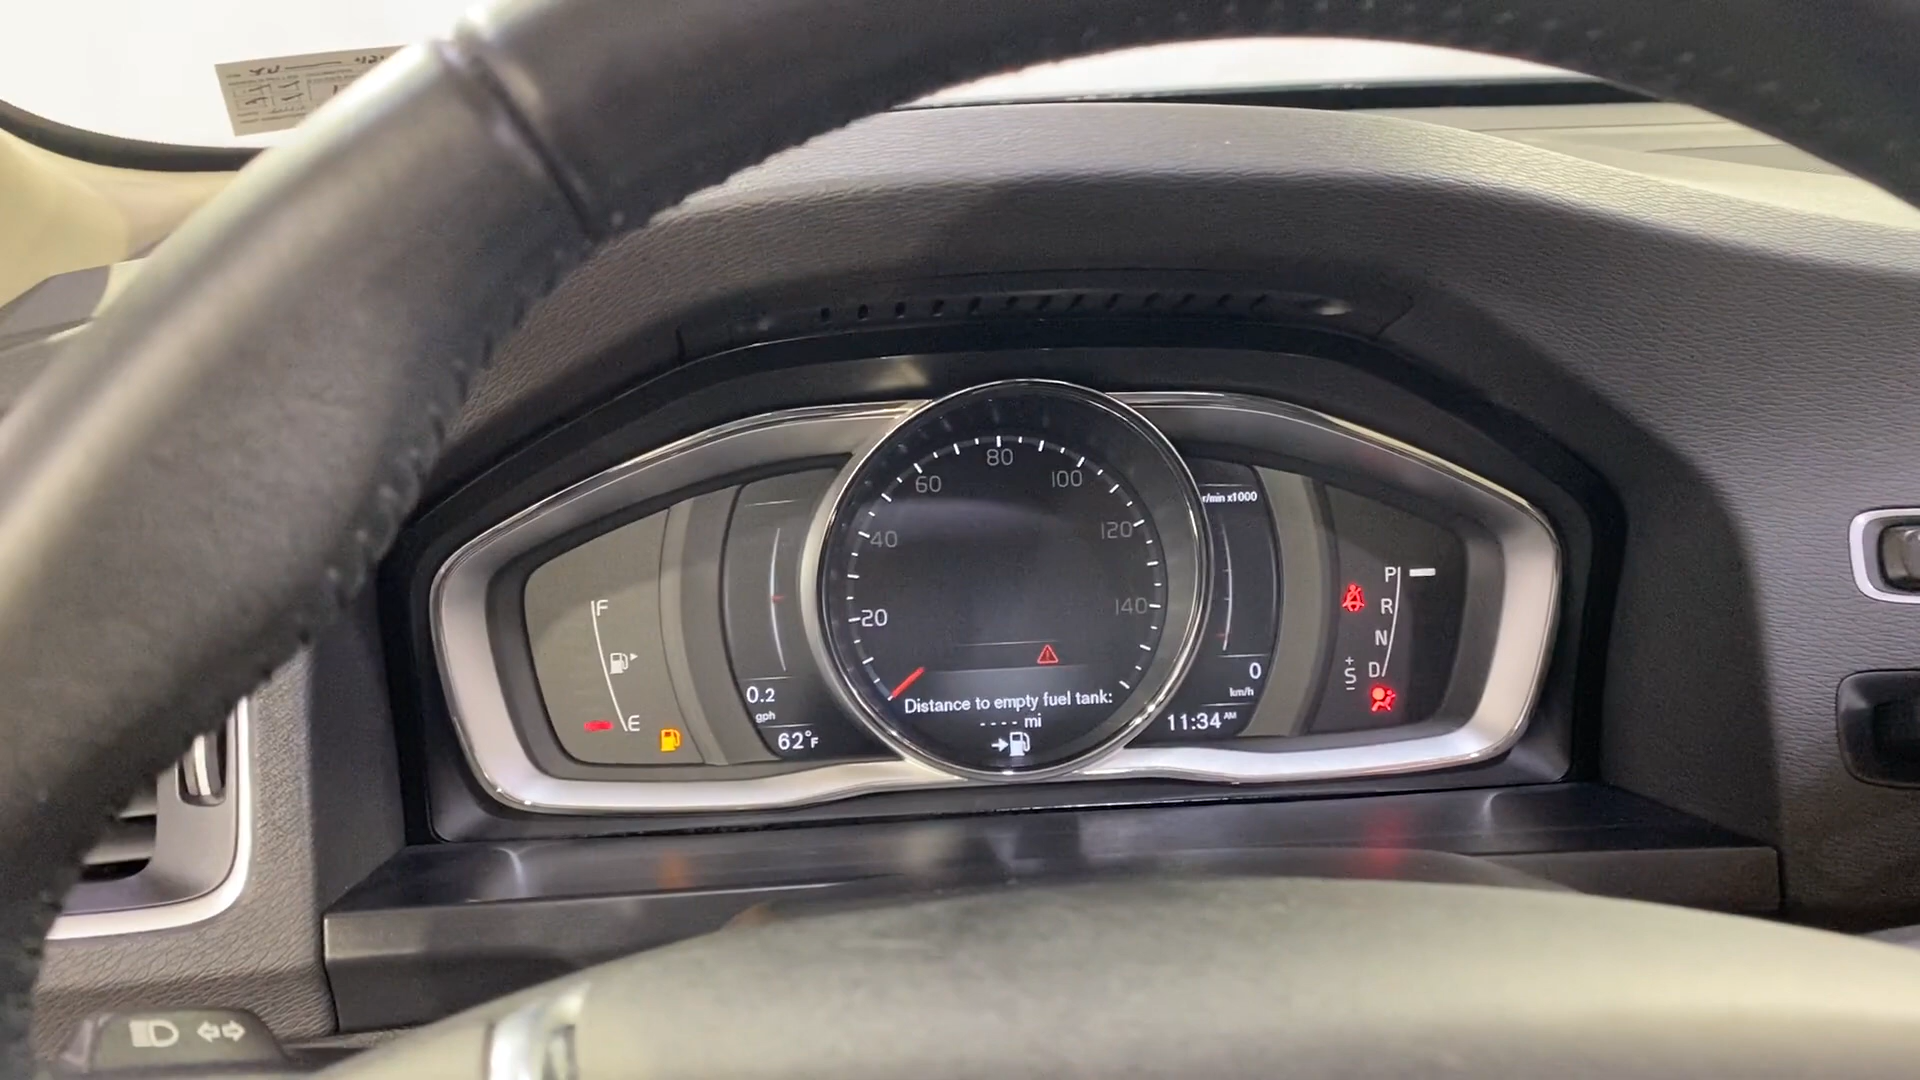 F
E
0.2
gph
62°F
20
40
60
80
100
120
140
Distance to empty fuel tank:
---- mi
r/min x1000
0
km/h
11:34 AM
P
R
N
D
+
S
-